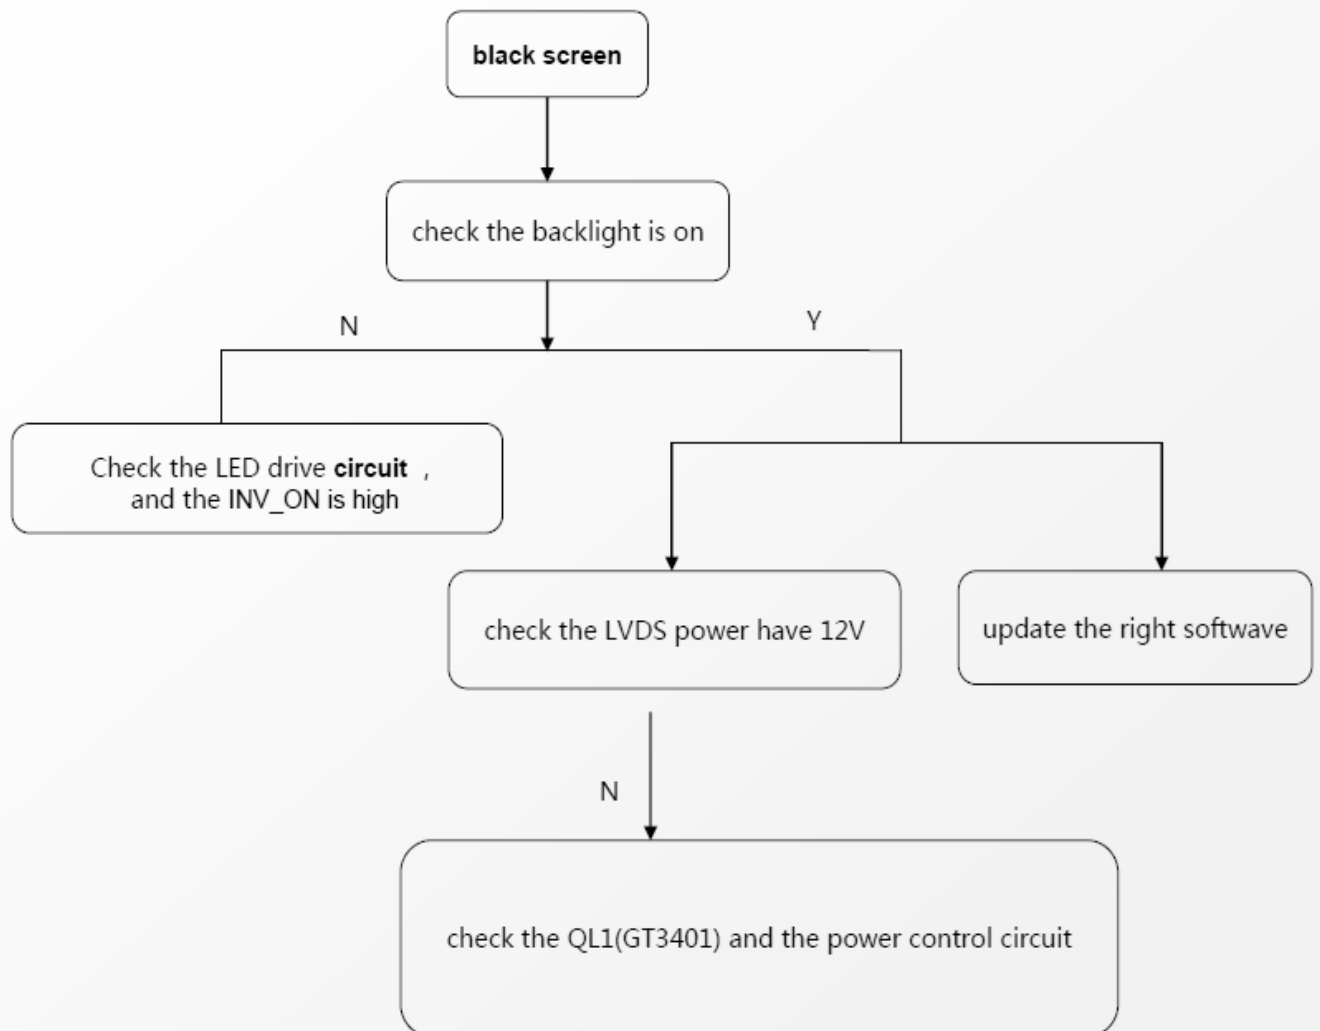 black screen
check the backlight is on
N
Y
Check the LED drive circuit ,
and the INV_ON is high
check the LVDS power have 12V
update the right softwave
N
check the QL1(GT3401) and the power control circuit